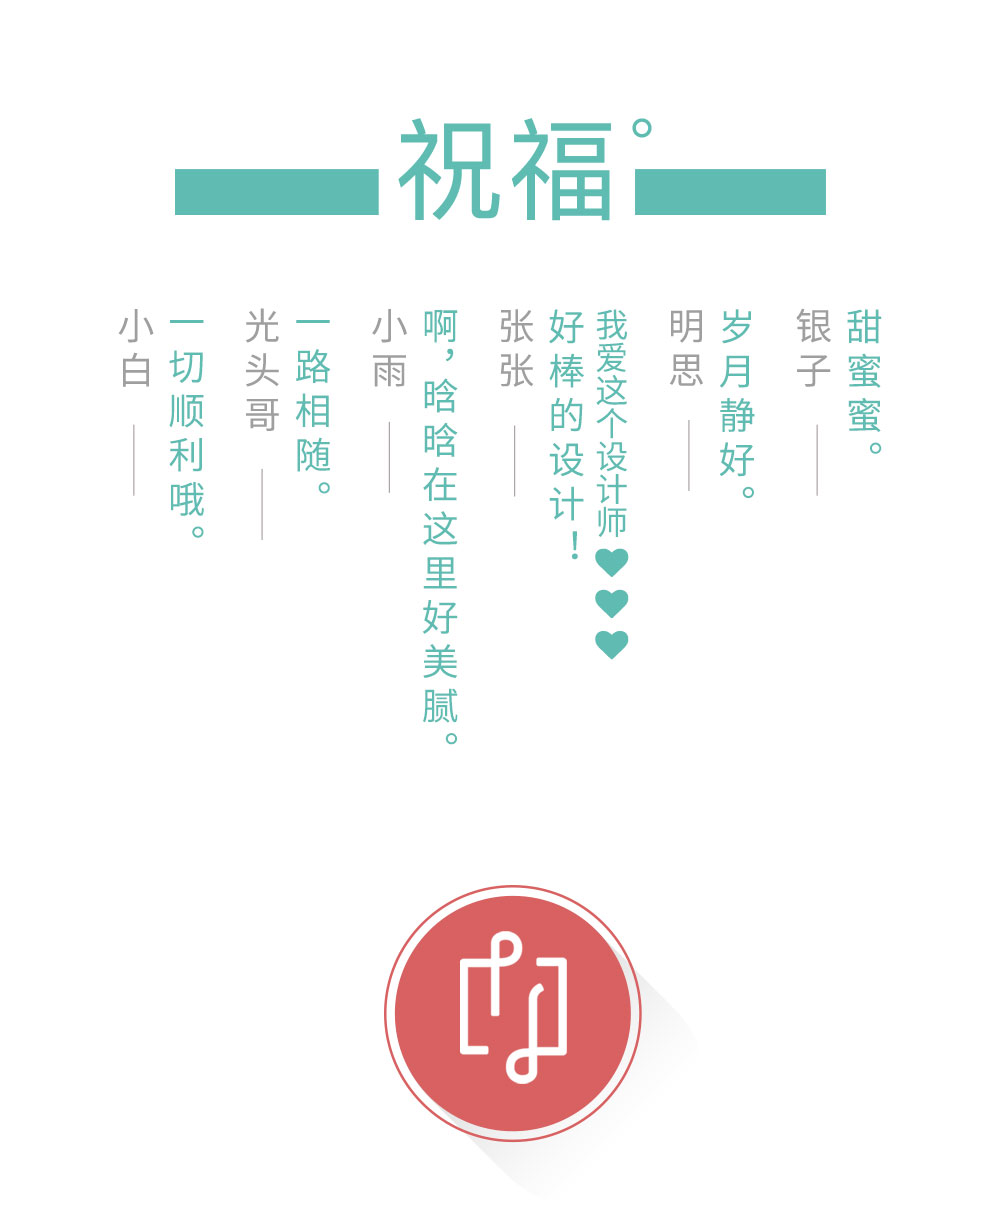 祝福°
甜蜜蜜。
银子
岁月静好。
明思
我爱这个设计师
好棒的设计！
张张
啊，晗晗在这里好美腻。
小雨
一路相随。
光头哥
一切顺利哦。
小白